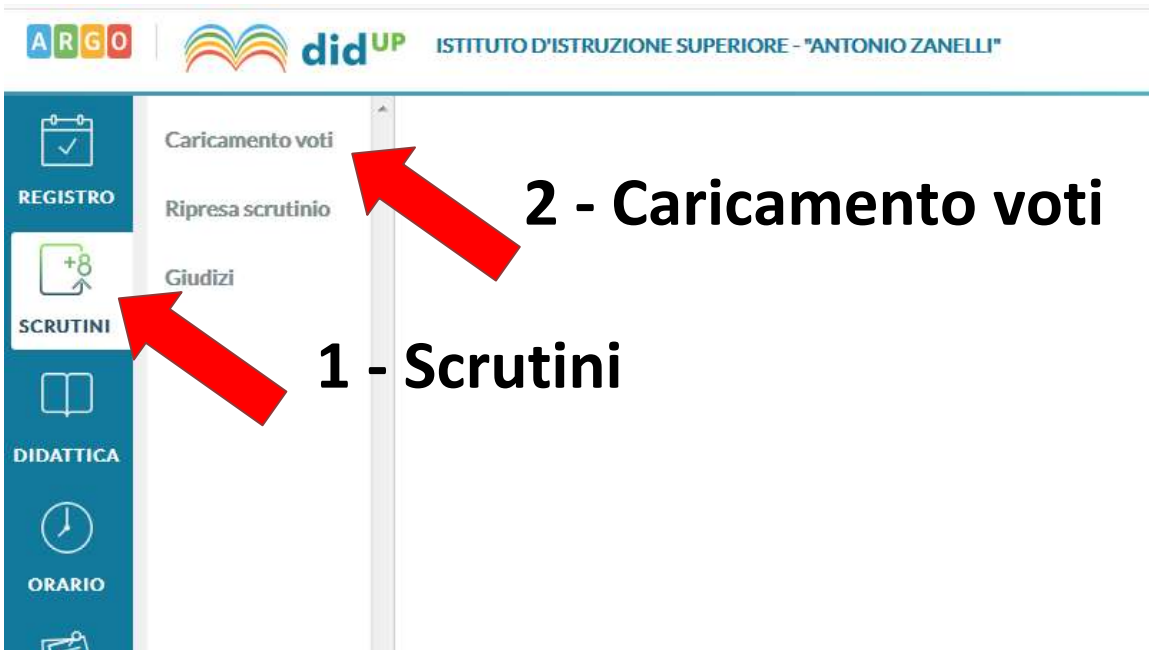 ARGO
didUP ISTITUTO D'ISTRUZIONE SUPERIORE - "ANTONIO ZANELLI"
REGISTRO
+8
SCRUTINI
DIDATTICA
ORARIO
Caricamento voti
Ripresa scrutinio
Giudizi
2 - Caricamento voti
1 - Scrutini